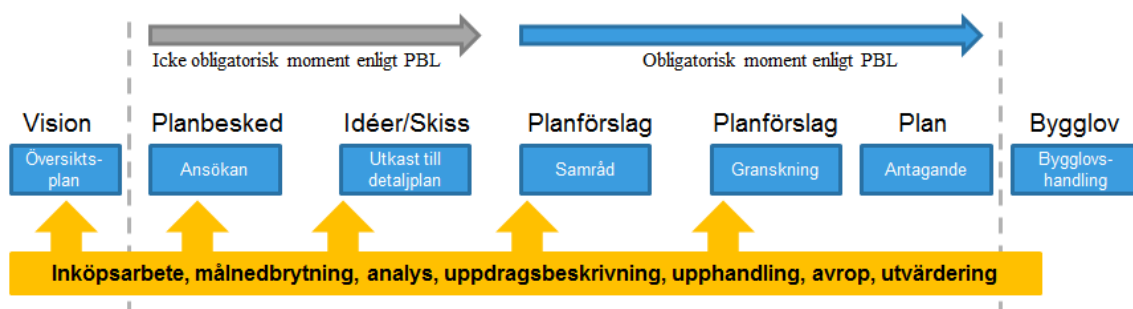 Icke obligatorisk moment enligt PBL
Obligatorisk moment enligt PBL
Vision
Planbesked
Idéer/Skiss
Planförslag
Planförslag
Plan
Bygglov
Översikts-
plan
Ansökan
Utkast till
detaljplan
Samråd
Granskning
Antagande
Bygglovs-
handling
Inköpsarbete, målnedbrytning, analys, uppdragsbeskrivning, upphandling, avrop, utvärdering